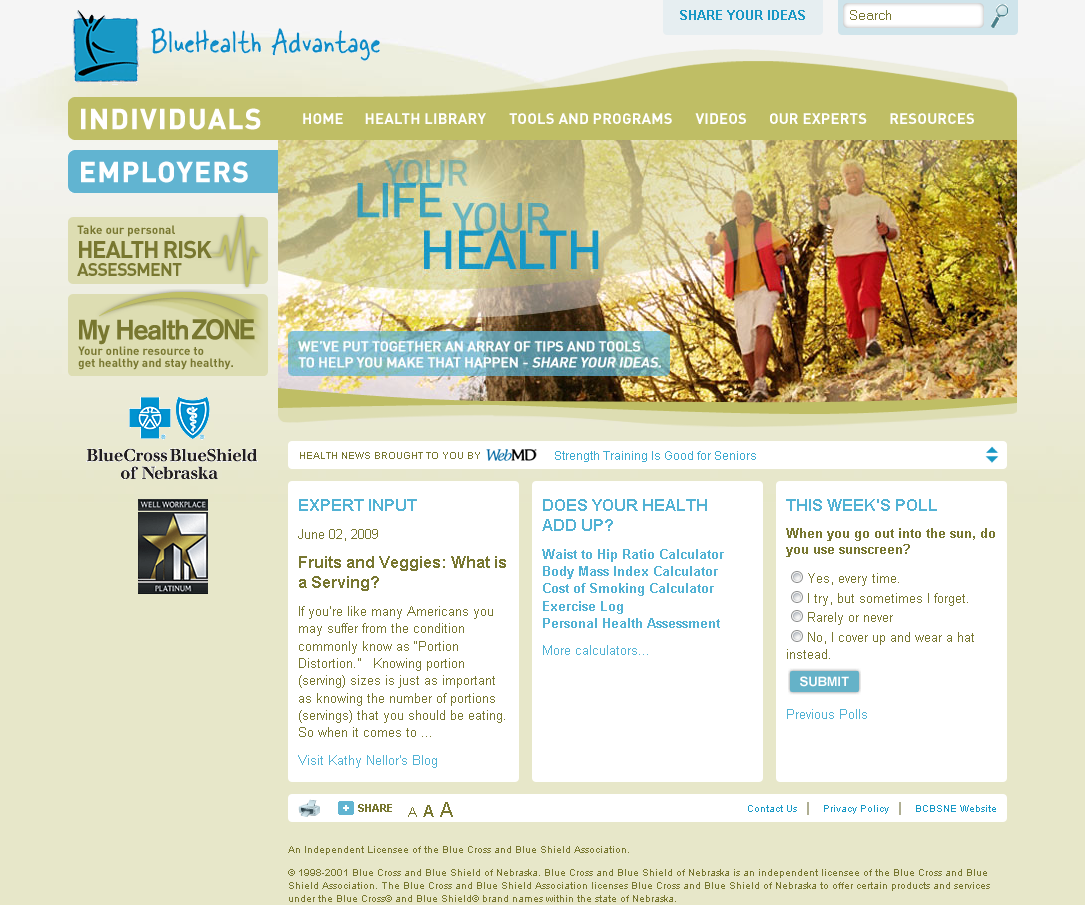 BlueHealth Advantage
SHARE YOUR IDEAS
Search
INDIVIDUALS
HOME
HEALTH LIBRARY
TOOLS AND PROGRAMS
VIDEOS
OUR EXPERTS
RESOURCES
EMPLOYERS
Take our personal
HEALTH RISK
ASSESSMENT
My Health ZONE
Your online resource to
get healthy and stay healthy.
BlueCross BlueShield
of Nebraska
WELL WORKPLACE
PLATINUM
YOUR
LIFE YOUR
HEALTH
WE'VE PUT TOGETHER AN ARRAY OF TIPS AND TOOLS
TO HELP YOU MAKE THAT HAPPEN - SHARE YOUR IDEAS.
HEALTH NEWS BROUGHT TO YOU BY WebMD Strength Training Is Good for Seniors
EXPERT INPUT
June 02, 2009
Fruits and Veggies: What is
a Serving?
If you're like many Americans you
may suffer from the condition
commonly know as "Portion
Distortion." Knowing portion
(serving) sizes is just as important
as knowing the number of portions
(servings) that you should be eating.
So when it comes to ...
Visit Kathy Nellor's Blog
DOES YOUR HEALTH
ADD UP?
Waist to Hip Ratio Calculator
Body Mass Index Calculator
Cost of Smoking Calculator
Exercise Log
Personal Health Assessment
More calculators...
THIS WEEK'S POLL
When you go out into the sun, do
you use sunscreen?
Yes, every time.
I try, but sometimes I forget.
Rarely or never
No, I cover up and wear a hat
instead.
SUBMIT
Previous Polls
SHARE A A A
Contact Us | Privacy Policy | BCBSNE Website
An Independent Licensee of the Blue Cross and Blue Shield Association.
© 1998-2001 Blue Cross and Blue Shield of Nebraska. Blue Cross and Blue Shield of Nebraska is an independent licensee of the Blue Cross and Blue
Shield Association. The Blue Cross and Blue Shield Association licenses Blue Cross and Blue Shield of Nebraska to offer certain products and services
under the Blue Cross® and Blue Shield® brand names within the state of Nebraska.